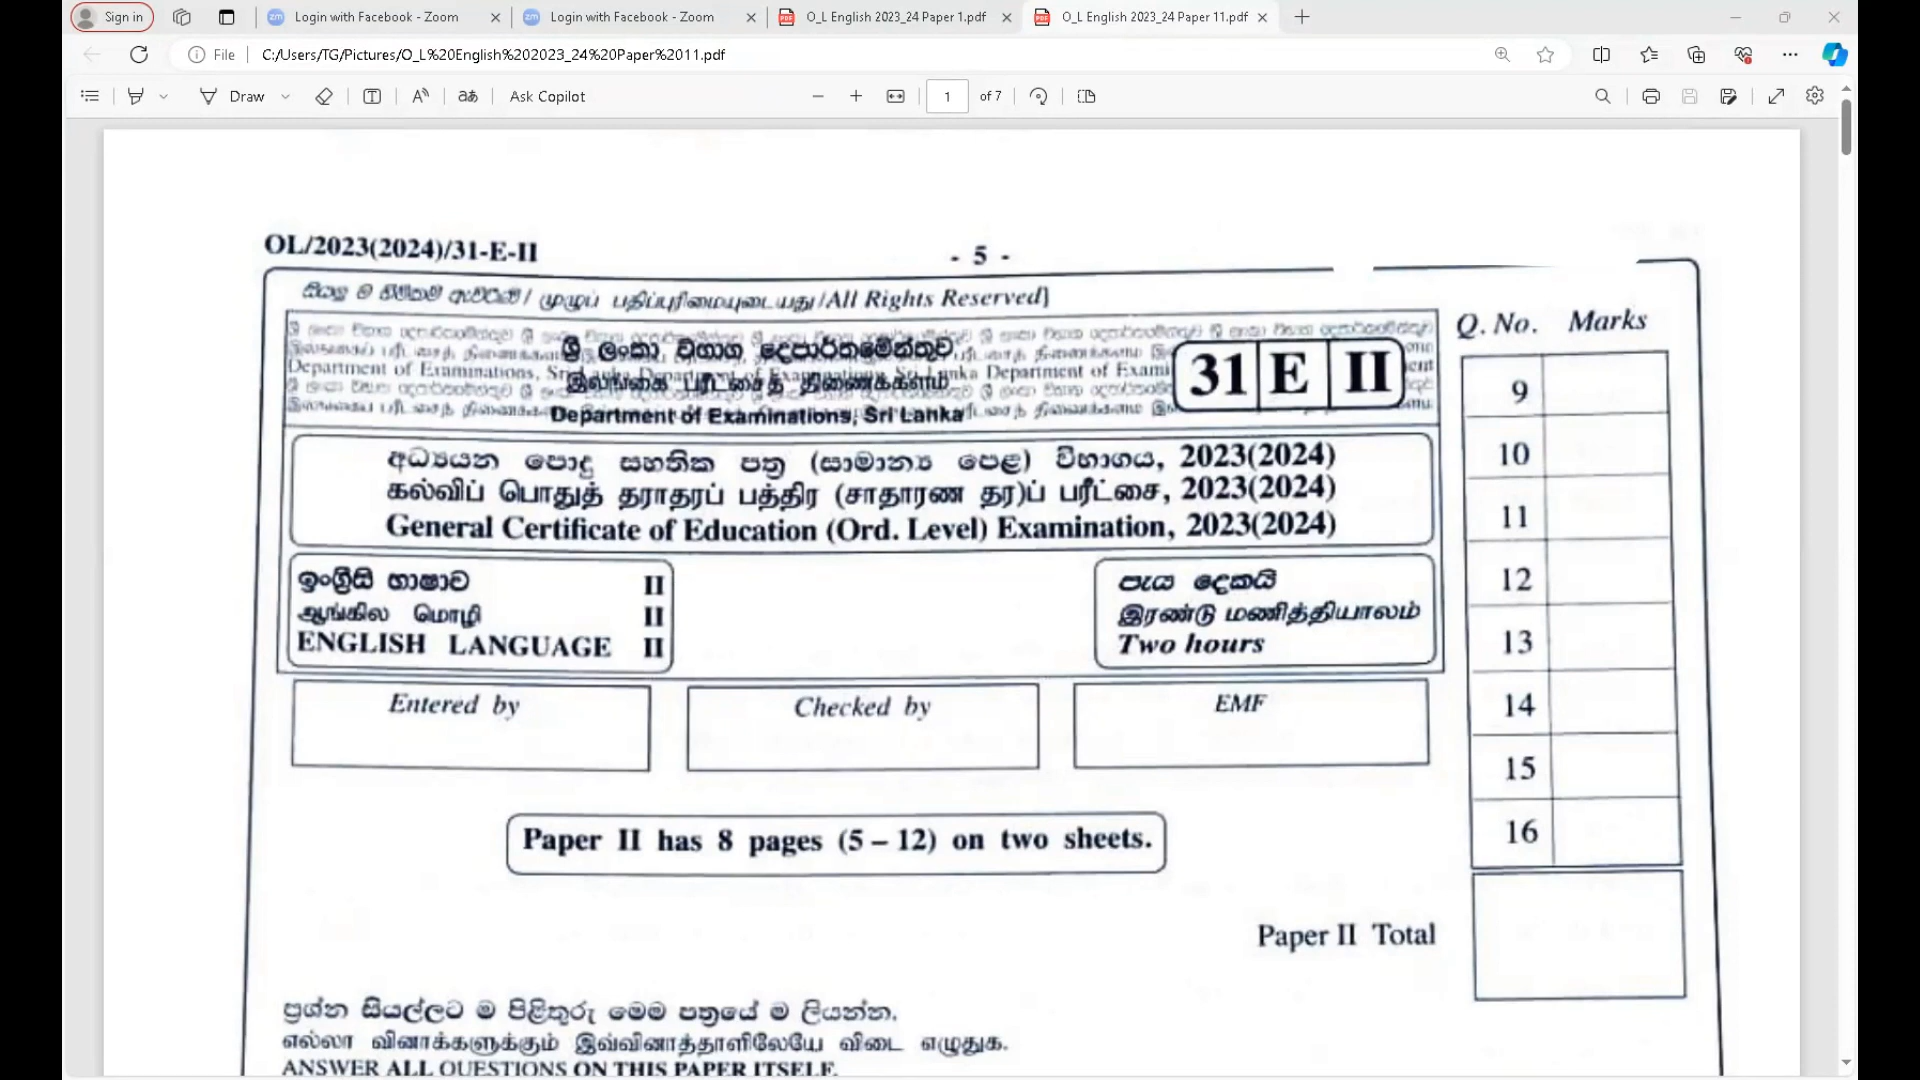 Sign in
Login with Facebook - Zoom
Login with Facebook - Zoom
O_L English 2023_24 Paper 1.pdf
O_L English 2023_24 Paper 11.pdf
File
C:/Users/TG/Pictures/O_L%20English%202023_24%20Paper%2011.pdf
Draw
Ask Copilot
1 of 7
OL/2023(2024)/31-E-II
- 5 -
முழுப் பதிப்புரிமையுடையது /All Rights Reserved]
ශ්‍රී ලංකා විභාග දෙපාර්තමේන්තුව
இலங்கை பரீட்சைத் திணைக்களம்
Department of Examinations, Sri Lanka
31 E II
අධ්‍යයන පොදු සහතික පත්‍ර (සාමාන්‍ය පෙළ) විභාගය, 2023(2024)
கல்விப் பொதுத் தராதரப் பத்திர (சாதாரண தர)ப் பரீட்சை, 2023(2024)
General Certificate of Education (Ord. Level) Examination, 2023(2024)
ඉංග්‍රීසි භාෂාව II
ஆங்கில மொழி II
ENGLISH LANGUAGE II
පැය දෙකයි
இரண்டு மணித்தியாலம்
Two hours
Entered by
Checked by
EMF
Q. No. Marks
9
10
11
12
13
14
15
16
Paper II has 8 pages (5 – 12) on two sheets.
Paper II Total
ප්‍රශ්න සියල්ලට ම පිළිතුරු මෙම පත්‍රයේ ම ලියන්න.
எல்லா வினாக்களுக்கும் இவ்வினாத்தாளிலேயே விடை எழுதுக.
ANSWER ALL QUESTIONS ON THIS PAPER ITSELF.